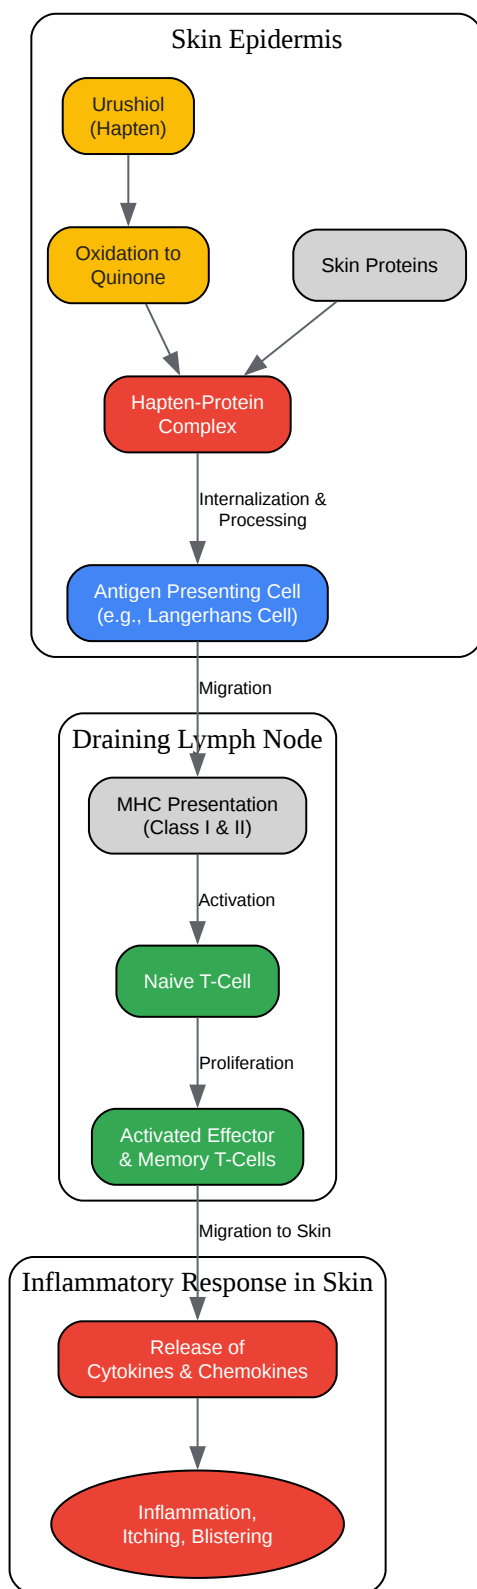 Skin Epidermis
Urushiol
(Hapten)
Oxidation to
Quinone
Skin Proteins
Hapten-Protein
Complex
Internalization &
Processing
Antigen Presenting Cell
(e.g., Langerhans Cell)
Migration
Draining Lymph Node
MHC Presentation
(Class I & II)
Activation
Naive T-Cell
Proliferation
Activated Effector
& Memory T-Cells
Migration to Skin
Inflammatory Response in Skin
Release of
Cytokines & Chemokines
Inflammation,
Itching, Blistering